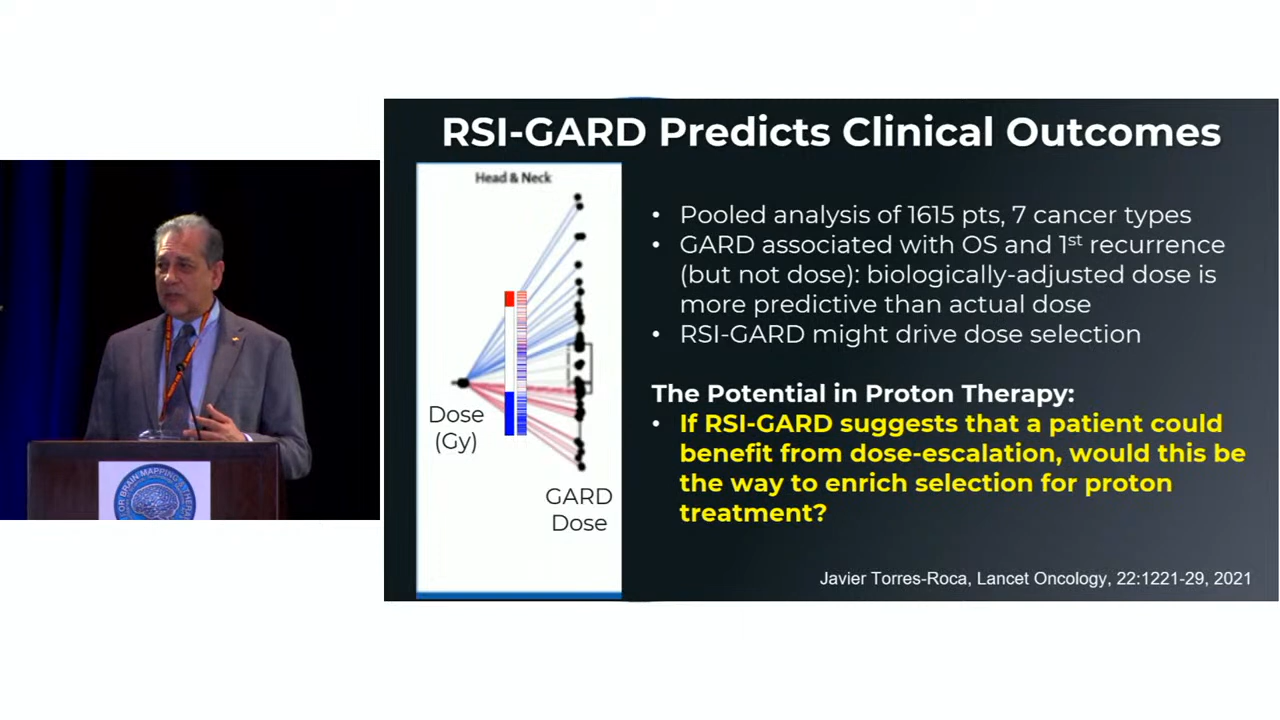 RSI-GARD Predicts Clinical Outcomes
Head & Neck
Dose
(Gy)
GARD
Dose
• Pooled analysis of 1615 pts, 7 cancer types
• GARD associated with OS and 1st recurrence
(but not dose): biologically-adjusted dose is
more predictive than actual dose
• RSI-GARD might drive dose selection
The Potential in Proton Therapy:
• If RSI-GARD suggests that a patient could
benefit from dose-escalation, would this be
the way to enrich selection for proton
treatment?
Javier Torres-Roca, Lancet Oncology, 22:1221-29, 2021
BRAIN MAPPING &